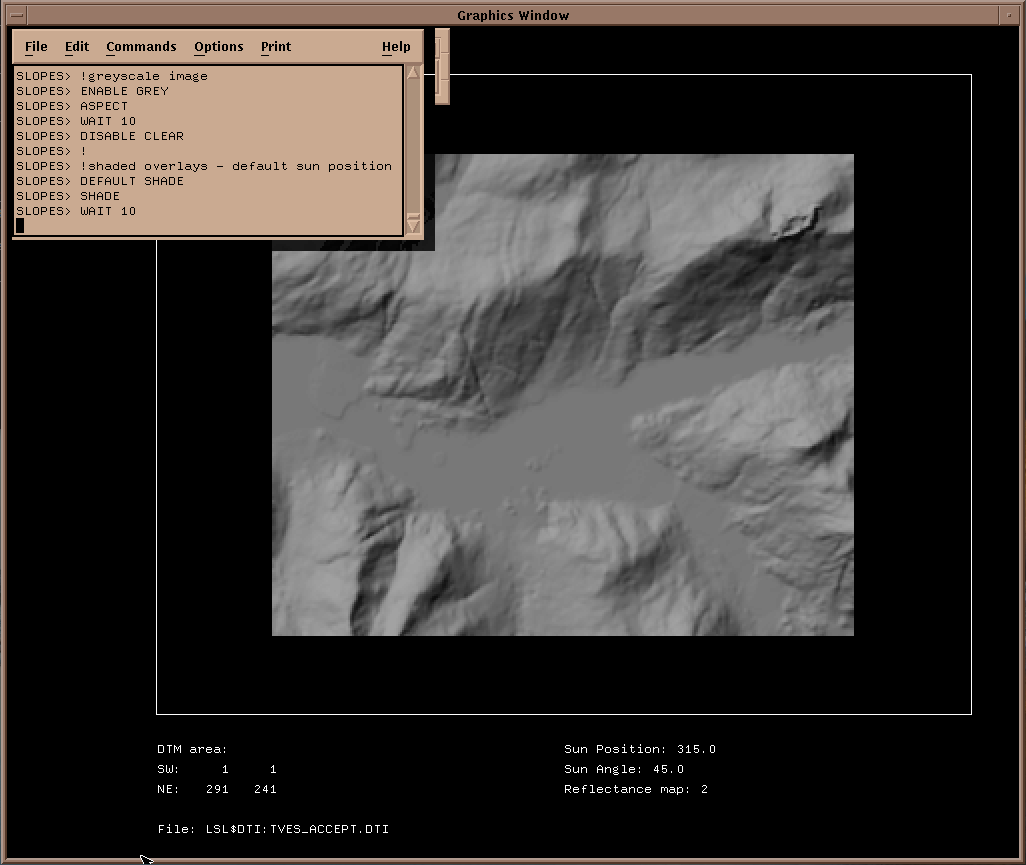 Graphics Window
File Edit Commands Options Print Help
SLOPES> !greyscale image
SLOPES> ENABLE GREY
SLOPES> ASPECT
SLOPES> WAIT 10
SLOPES> DISABLE CLEAR
SLOPES> !
SLOPES> !shaded overlays - default sun position
SLOPES> DEFAULT SHADE
SLOPES> SHADE
SLOPES> WAIT 10
DTM area:
SW: 1 1
NE: 291 241
File: LSL$DTI:TVES_ACCEPT.DTI
Sun Position: 315.0
Sun Angle: 45.0
Reflectance map: 2